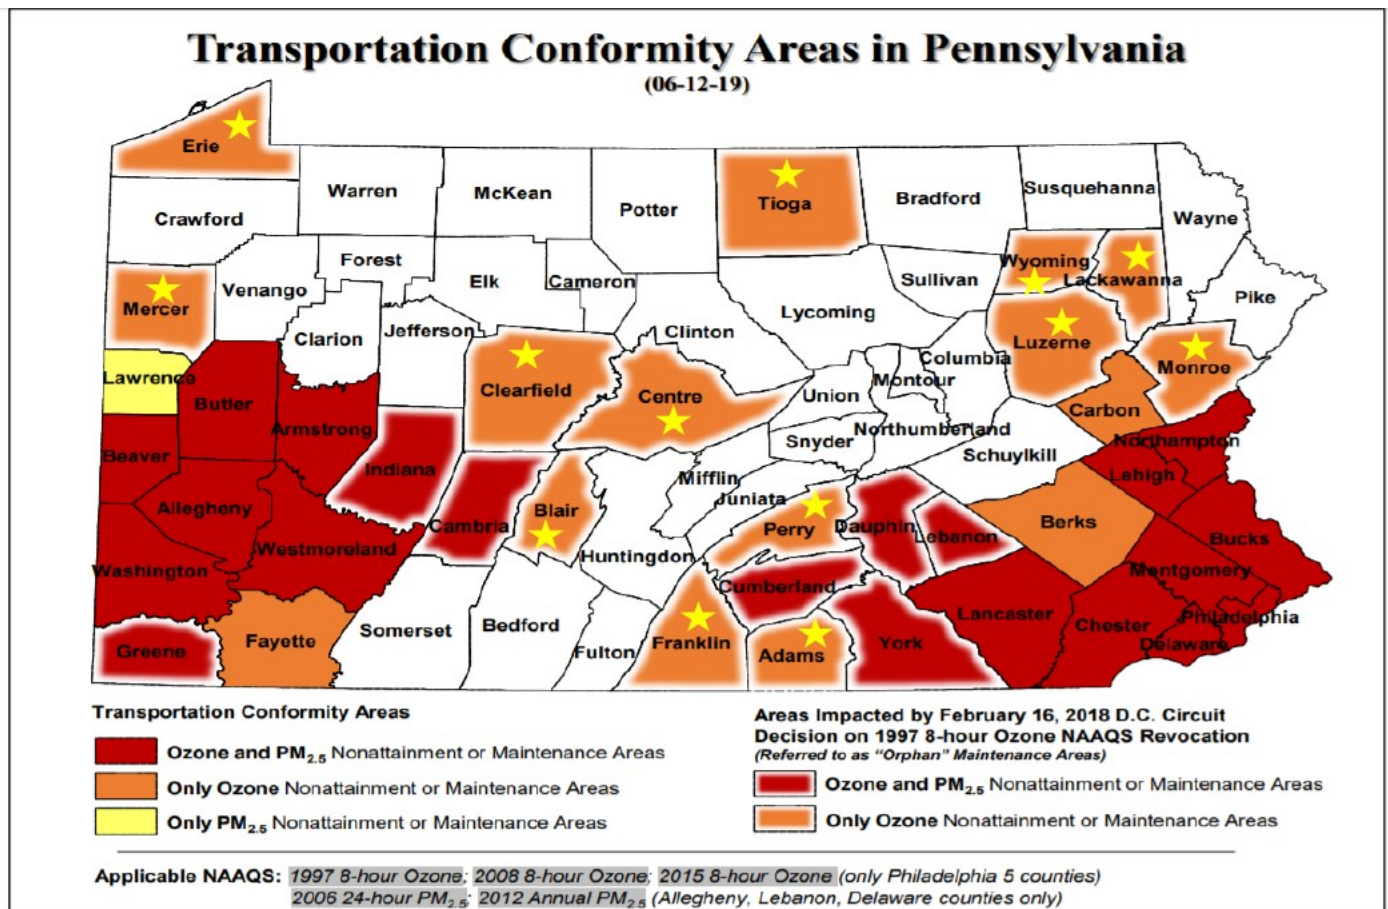 Transportation Conformity Areas in Pennsylvania
(06-12-19)
Erie
Warren
McKean
Potter
Tioga
Bradford
Susquehanna
Wayne
Crawford
Forest
Elk
Cameron
Sullivan
Wyoming
Lackawanna
Pike
Mercer
Venango
Clarion
Jefferson
Clinton
Lycoming
Luzerne
Monroe
Lawrence
Butler
Clearfield
Centre
Union
Montour
Columbia
Carbon
Armstrong
Snyder
Northumberland
Schuylkill
Northampton
Beaver
Indiana
Mifflin
Juniata
Lehigh
Allegheny
Cambria
Blair
Perry
Dauphin
Lebanon
Berks
Bucks
Westmoreland
Huntingdon
Washington
Cumberland
Montgomery
Greene
Fayette
Somerset
Bedford
Fulton
Franklin
Adams
York
Lancaster
Chester
Philadelphia
Delaware
Transportation Conformity Areas
Ozone and PM2.5 Nonattainment or Maintenance Areas
Only Ozone Nonattainment or Maintenance Areas
Only PM2.5 Nonattainment or Maintenance Areas
Areas Impacted by February 16, 2018 D.C. Circuit
Decision on 1997 8-hour Ozone NAAQS Revocation
(Referred to as “Orphan” Maintenance Areas)
Ozone and PM2.5 Nonattainment or Maintenance Areas
Only Ozone Nonattainment or Maintenance Areas
Applicable NAAQS: 1997 8-hour Ozone; 2008 8-hour Ozone; 2015 8-hour Ozone (only Philadelphia 5 counties)
2006 24-hour PM2.5; 2012 Annual PM2.5 (Allegheny, Lebanon, Delaware counties only)